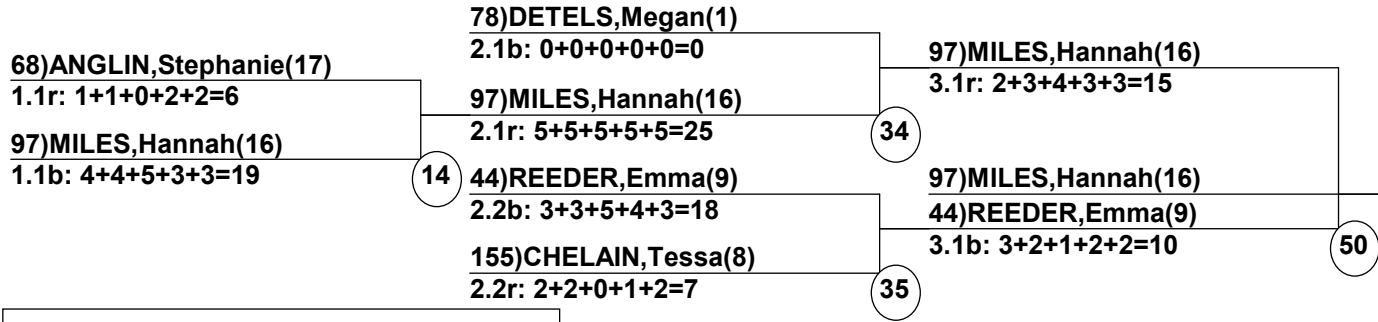 68)ANGLIN,Stephanie(17)
1.1r: 1+1+0+2+2=6
97)MILES,Hannah(16)
1.1b: 4+4+5+3+3=19
14
78)DETELS,Megan(1)
2.1b: 0+0+0+0+0=0
97)MILES,Hannah(16)
2.1r: 5+5+5+5+5=25
34
44)REEDER,Emma(9)
2.2b: 3+3+5+4+3=18
155)CHELAIN,Tessa(8)
2.2r: 2+2+0+1+2=7
35
97)MILES,Hannah(16)
3.1r: 2+3+4+3+3=15
97)MILES,Hannah(16)
44)REEDER,Emma(9)
3.1b: 3+2+1+2+2=10
50